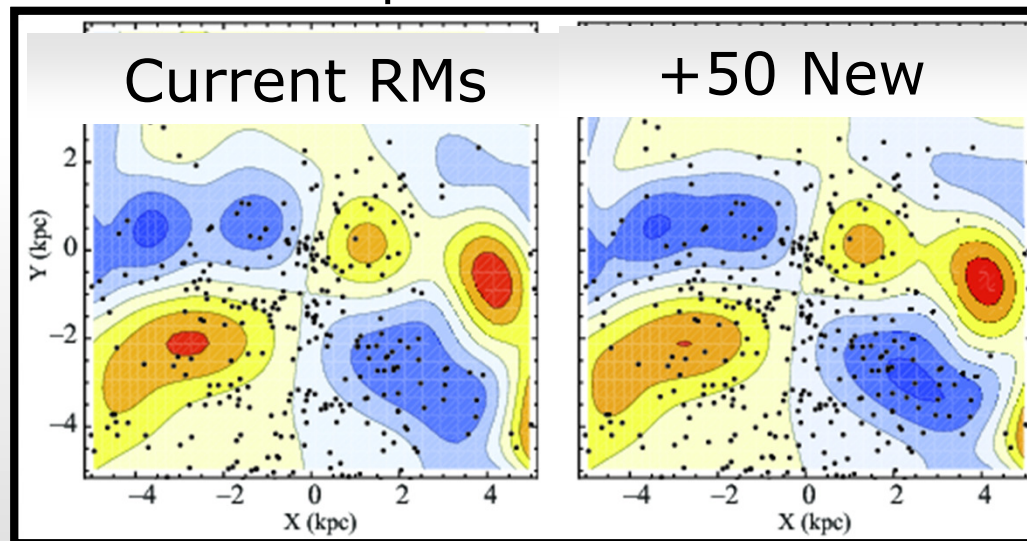 Current RMs
+50 New
2
0
−2
−4
Y (kpc)
−4 −2 0 2 4
X (kpc)
−4 −2 0 2 4
X (kpc)